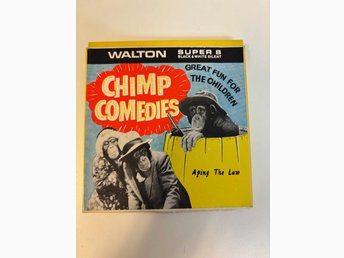 WALTON
SUPER 8
BLACK & WHITE SILENT
CHIMP
COMEDIES
GREAT FUN FOR
THE CHILDREN
Aping The Law